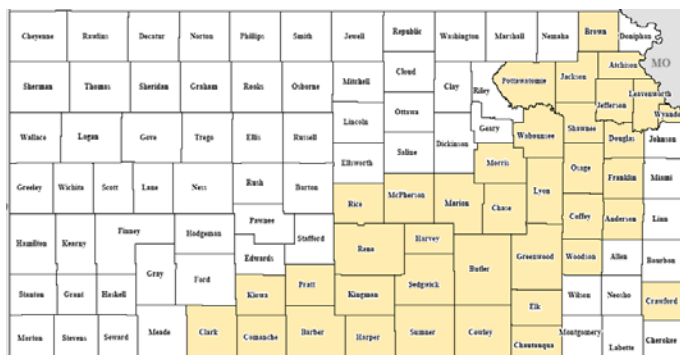 Cheyenne Rawlins Decatur Norton Phillips Smith Jewell Republic Washington Marshall Nemaha Brown Doniphan
MO
Sherman Thomas Sheridan Graham Rooks Osborne Mitchell Cloud Clay Riley Pottawatomie Jackson Atchison
Jefferson Leavenworth Wyando
Wallace Logan Gove Trego Ellis Russell Lincoln Ottawa Saline Dickinson Geary Wabaunsee Shawnee Douglas Johnson
Greeley Wichita Scott Lane Ness Rush Barton Ellsworth McPherson Marion Morris Lyon Osage Franklin Miami
Rice Chase Coffey Anderson Linn
Hamilton Kearny Finney Hodgeman Pawnee Stafford Reno Harvey Butler Greenwood Woodson Allen Bourbon
Gray Ford Edwards
Stanton Grant Haskell Kiowa Pratt Kingman Sedgwick Elk Wilson Neosho Crawford
Morton Stevens Seward Meade Clark Comanche Barber Harper Sumner Cowley Chautauqua Montgomery Labette Cherokee